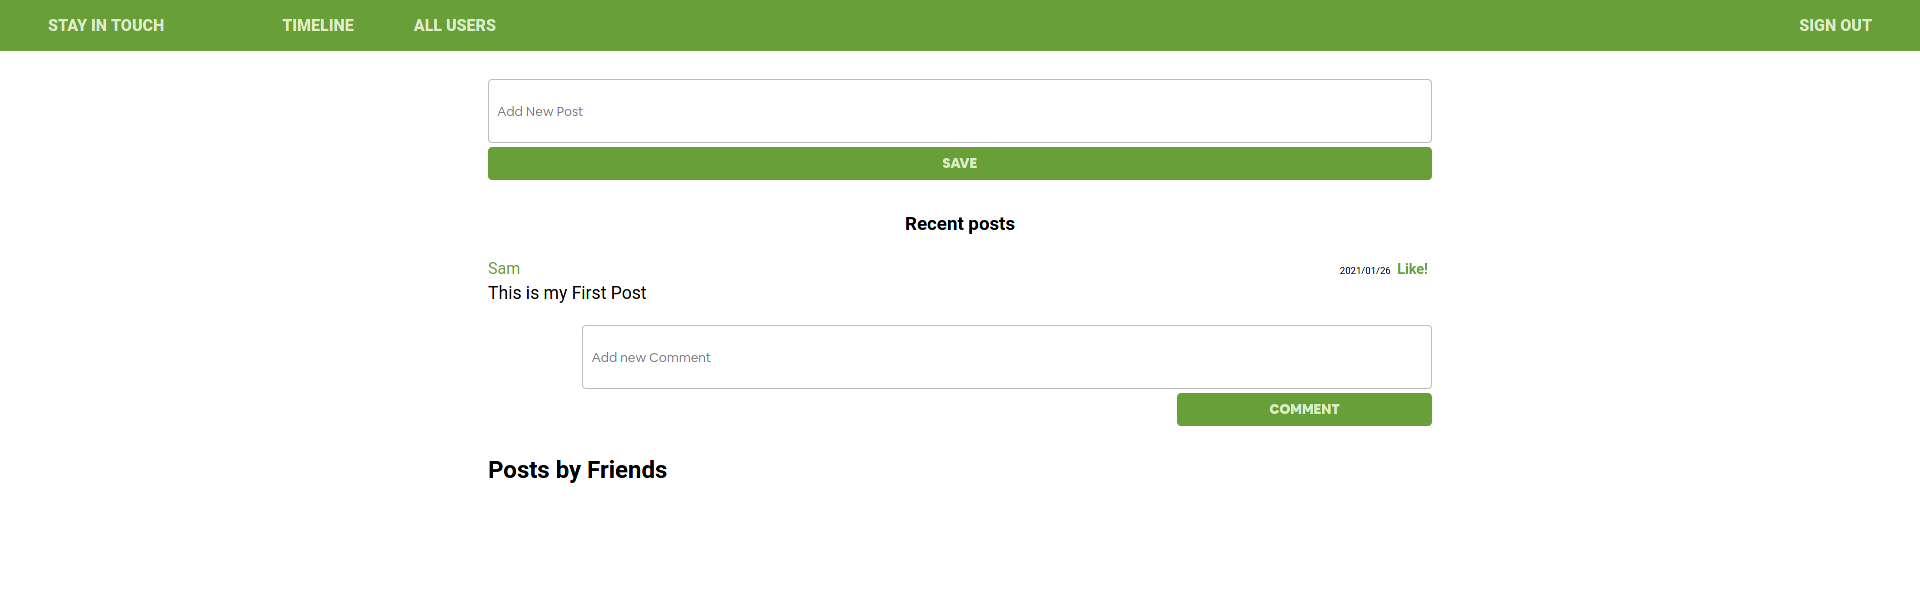 STAY IN TOUCH TIMELINE ALL USERS SIGN OUT
Add New Post
SAVE
Recent posts
Sam 2021/01/26 Like!
This is my First Post
Add new Comment
COMMENT
Posts by Friends